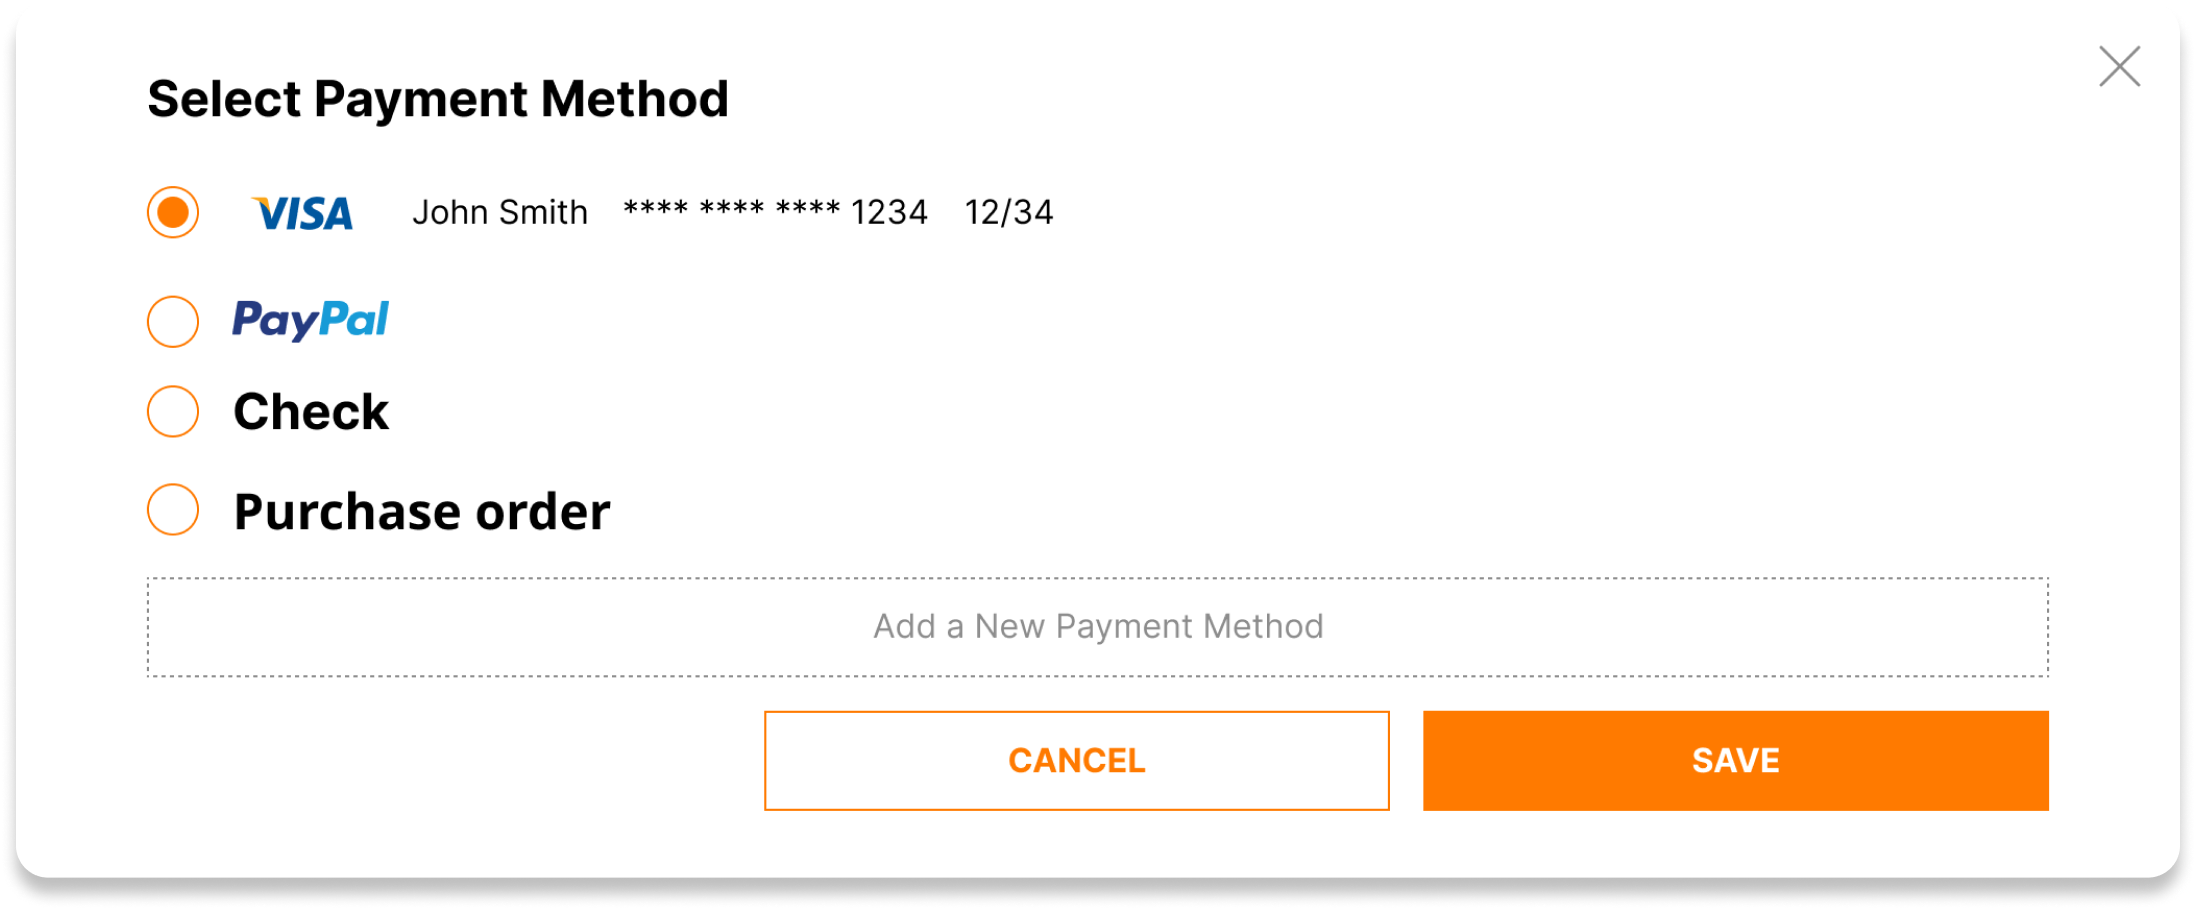 Select Payment Method
VISA John Smith **** **** **** 1234 12/34
PayPal
Check
Purchase order
Add a New Payment Method
CANCEL SAVE